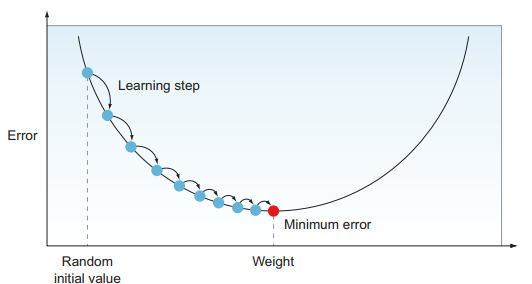 Learning step
Error
Minimum error
Random
initial value
Weight